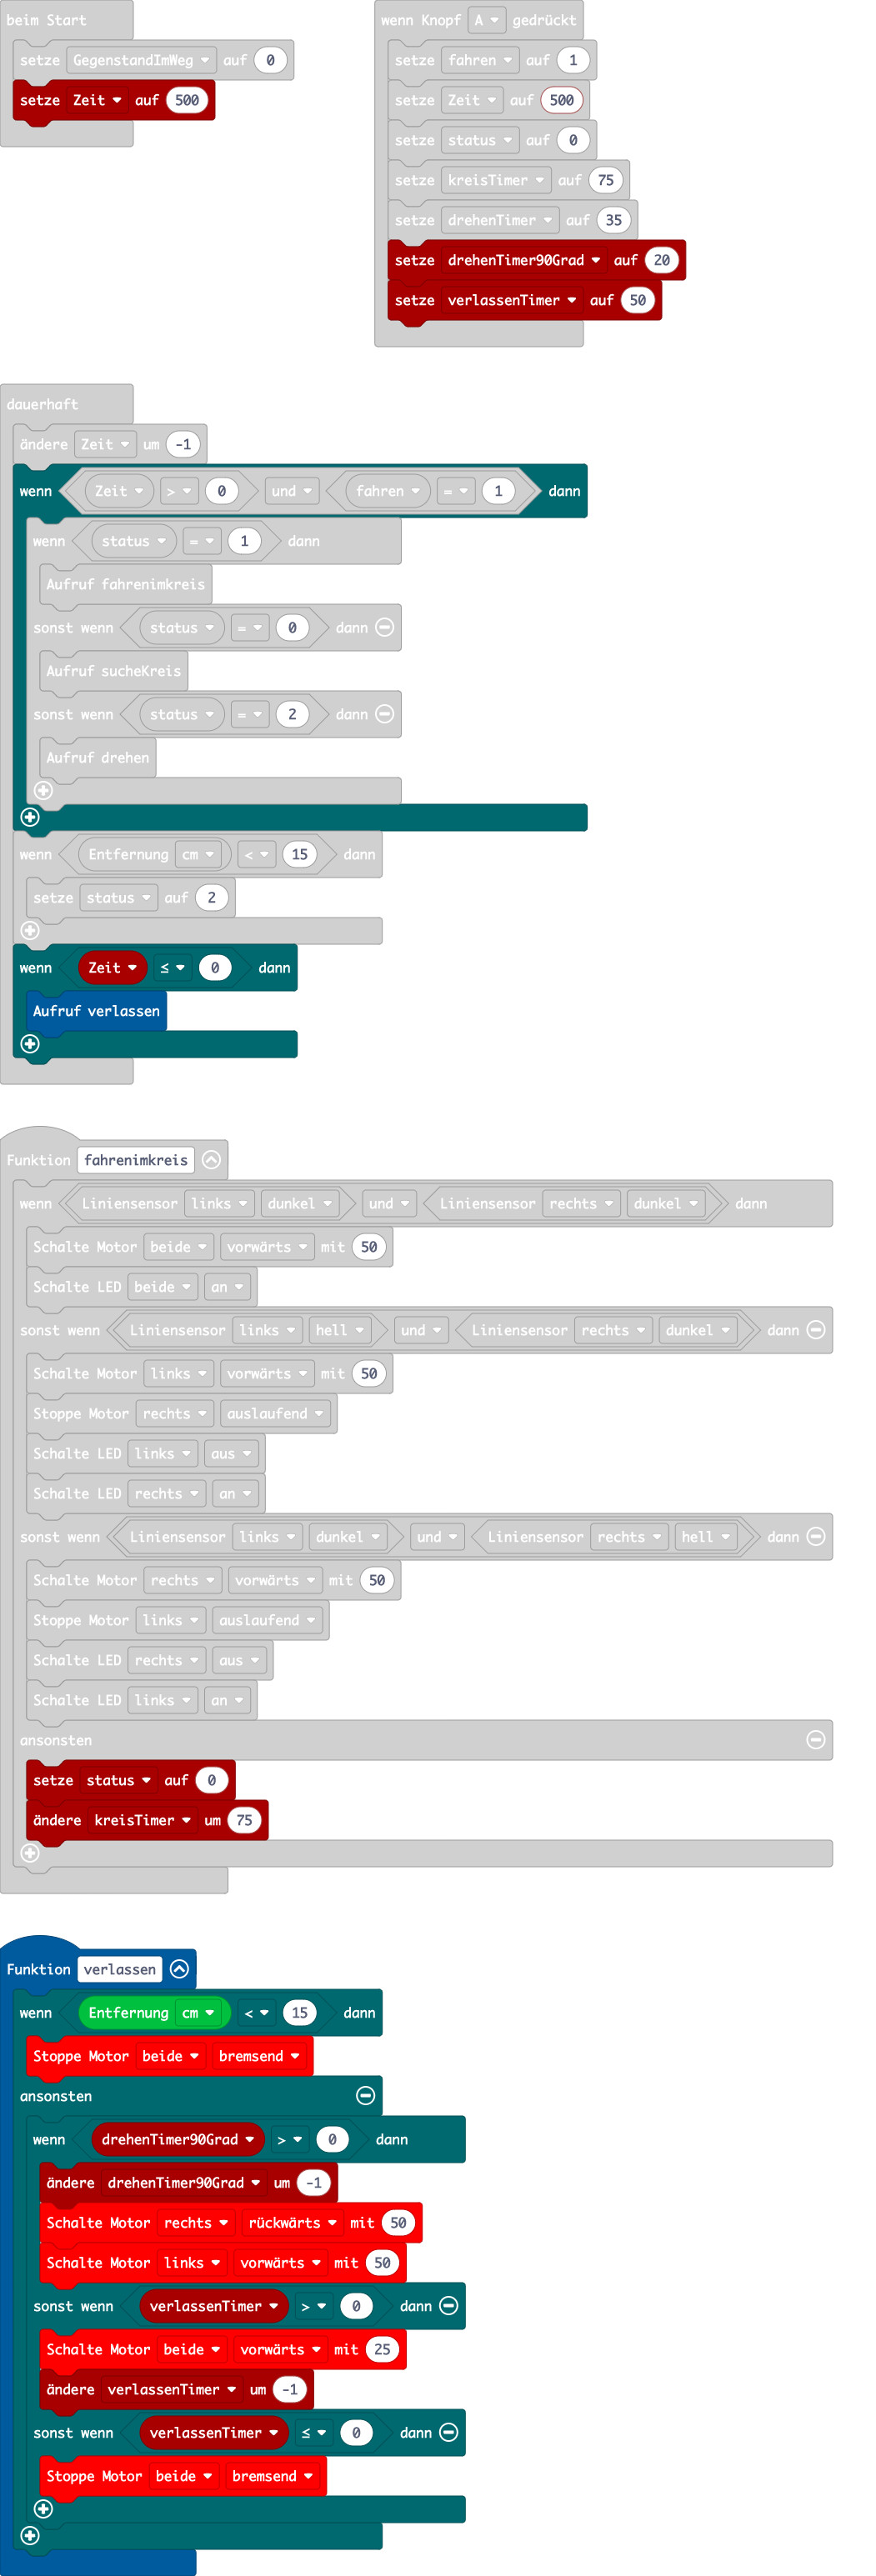 beim Start
setze GegenstandImWeg auf 0
setze Zeit auf 500
wenn Knopf A gedrückt
setze fahren auf 1
setze Zeit auf 500
setze status auf 0
setze kreisTimer auf 75
setze drehenTimer auf 35
setze drehenTimer90Grad auf 20
setze verlassenTimer auf 50
dauerhaft
ändere Zeit um -1
wenn Zeit > 0 und fahren = 1 dann
wenn status = 1 dann
Aufruf fahrenimkreis
sonst wenn status = 0 dann
Aufruf sucheKreis
sonst wenn status = 2 dann
Aufruf drehen
wenn Entfernung cm < 15 dann
setze status auf 2
wenn Zeit ≤ 0 dann
Aufruf verlassen
Funktion fahrenimkreis
wenn Liniensensor links dunkel und Liniensensor rechts dunkel dann
Schalte Motor beide vorwärts mit 50
Schalte LED beide an
sonst wenn Liniensensor links hell und Liniensensor rechts dunkel dann
Schalte Motor links vorwärts mit 50
Stoppe Motor rechts auslaufend
Schalte LED links aus
Schalte LED rechts an
sonst wenn Liniensensor links dunkel und Liniensensor rechts hell dann
Schalte Motor rechts vorwärts mit 50
Stoppe Motor links auslaufend
Schalte LED rechts aus
Schalte LED links an
ansonsten
setze status auf 0
ändere kreisTimer um 75
Funktion verlassen
wenn Entfernung cm < 15 dann
Stoppe Motor beide bremsend
ansonsten
wenn drehenTimer90Grad > 0 dann
ändere drehenTimer90Grad um -1
Schalte Motor rechts rückwärts mit 50
Schalte Motor links vorwärts mit 50
sonst wenn verlassenTimer > 0 dann
Schalte Motor beide vorwärts mit 25
ändere verlassenTimer um -1
sonst wenn verlassenTimer ≤ 0 dann
Stoppe Motor beide bremsend